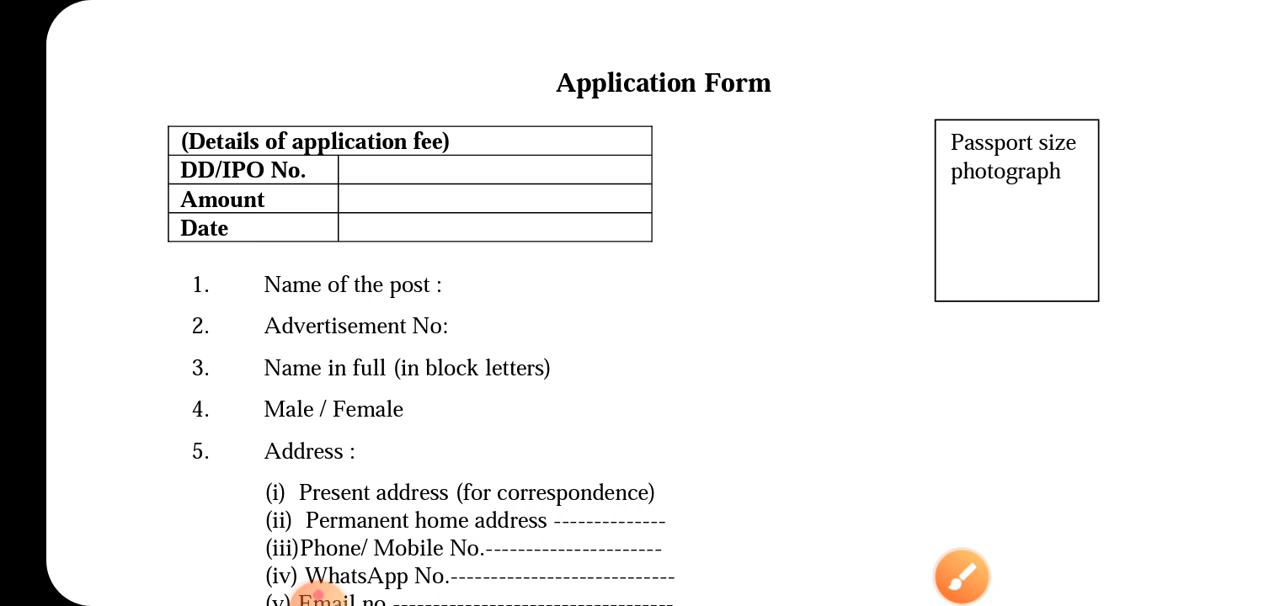 Application Form
(Details of application fee)
DD/IPO No.
Amount
Date
Passport size
photograph
1. Name of the post :
2. Advertisement No:
3. Name in full (in block letters)
4. Male / Female
5. Address :
(i) Present address (for correspondence)
(ii) Permanent home address --------------
(iii)Phone/ Mobile No.----------------------
(iv) WhatsApp No.----------------------------
(v) Email no -----------------------------------